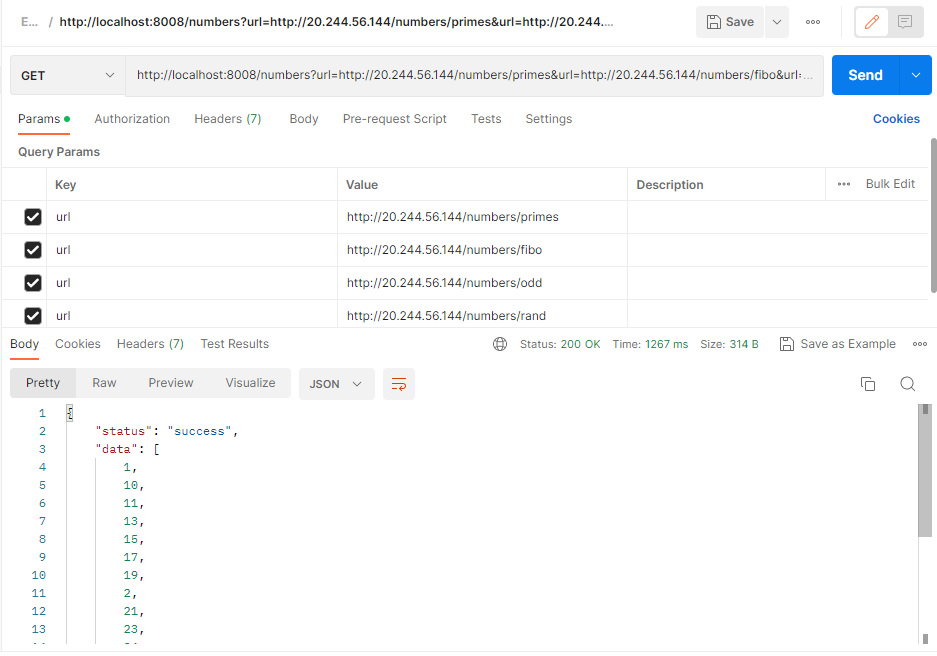 E... / http://localhost:8008/numbers?url=http://20.244.56.144/numbers/primes&url=http://20.244.... Save
GET http://localhost:8008/numbers?url=http://20.244.56.144/numbers/primes&url=http://20.244.56.144/numbers/fibo&url=... Send
Params Authorization Headers (7) Body Pre-request Script Tests Settings Cookies
Query Params
Key Value Description Bulk Edit
url http://20.244.56.144/numbers/primes
url http://20.244.56.144/numbers/fibo
url http://20.244.56.144/numbers/odd
url http://20.244.56.144/numbers/rand
Body Cookies Headers (7) Test Results Status: 200 OK Time: 1267 ms Size: 314 B Save as Example
Pretty Raw Preview Visualize JSON
1 {
2 "status": "success",
3 "data": [
4 1,
5 10,
6 11,
7 13,
8 15,
9 17,
10 19,
11 2,
12 21,
13 23,